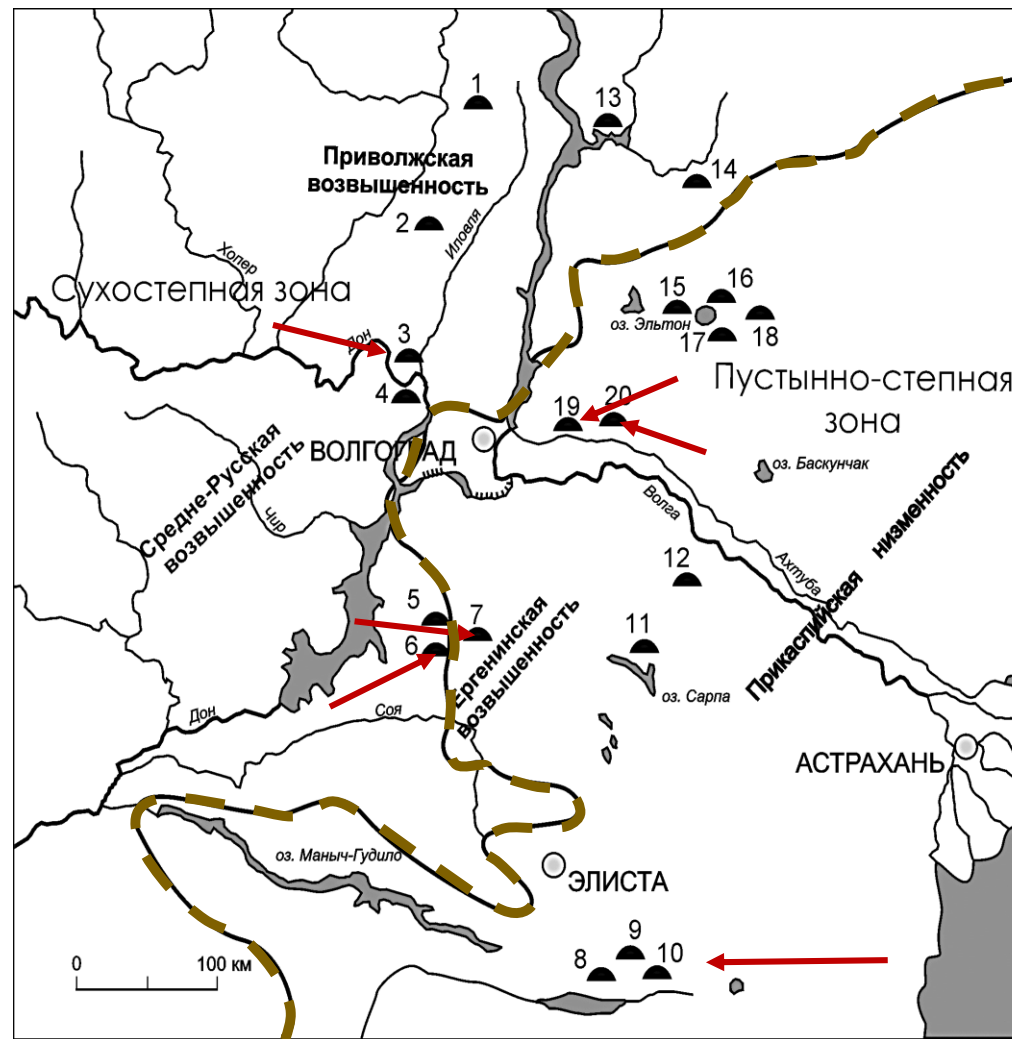 1
13
Приволжская
возвышенность
14
2
Иловля
Хопер
Сухостепная зона
15
16
оз. Эльтон
18
17
Дон
3
4
Пустынно-степная
зона
19
20
ВОЛГОГРАД
оз. Баскунчак
Средне-Русская
возвышенность
Чир
Волга
Ахтуба
Прикаспийская низменность
12
5
7
6
11
Ергенинская
возвышенность
оз. Сарпа
Дон
Соя
АСТРАХАНЬ
оз. Маныч-Гудило
ЭЛИСТА
9
8
10
0
100 км